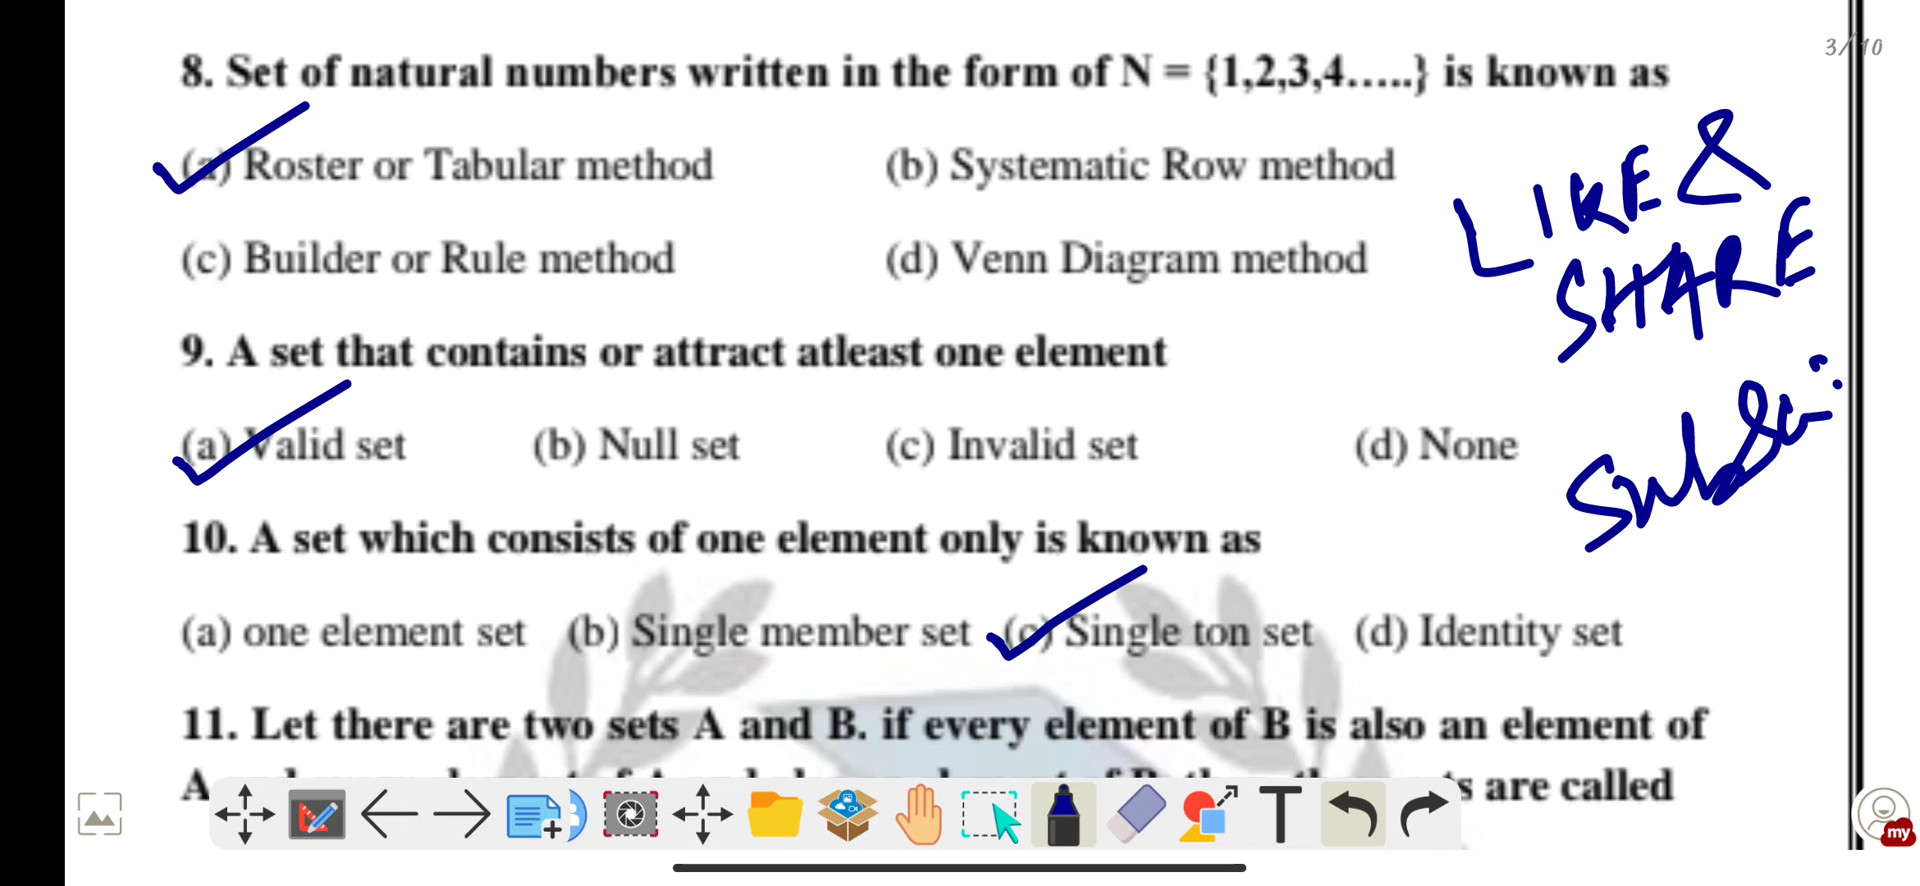 3/10
8. Set of natural numbers written in the form of N = {1,2,3,4.....} is known as
(a) Roster or Tabular method (b) Systematic Row method
(c) Builder or Rule method (d) Venn Diagram method
LIKE &
SHARE
9. A set that contains or attract atleast one element
(a) Valid set (b) Null set (c) Invalid set (d) None
10. A set which consists of one element only is known as
(a) one element set (b) Single member set (c) Single ton set (d) Identity set
11. Let there are two sets A and B. if every element of B is also an element of
A are called
T
my